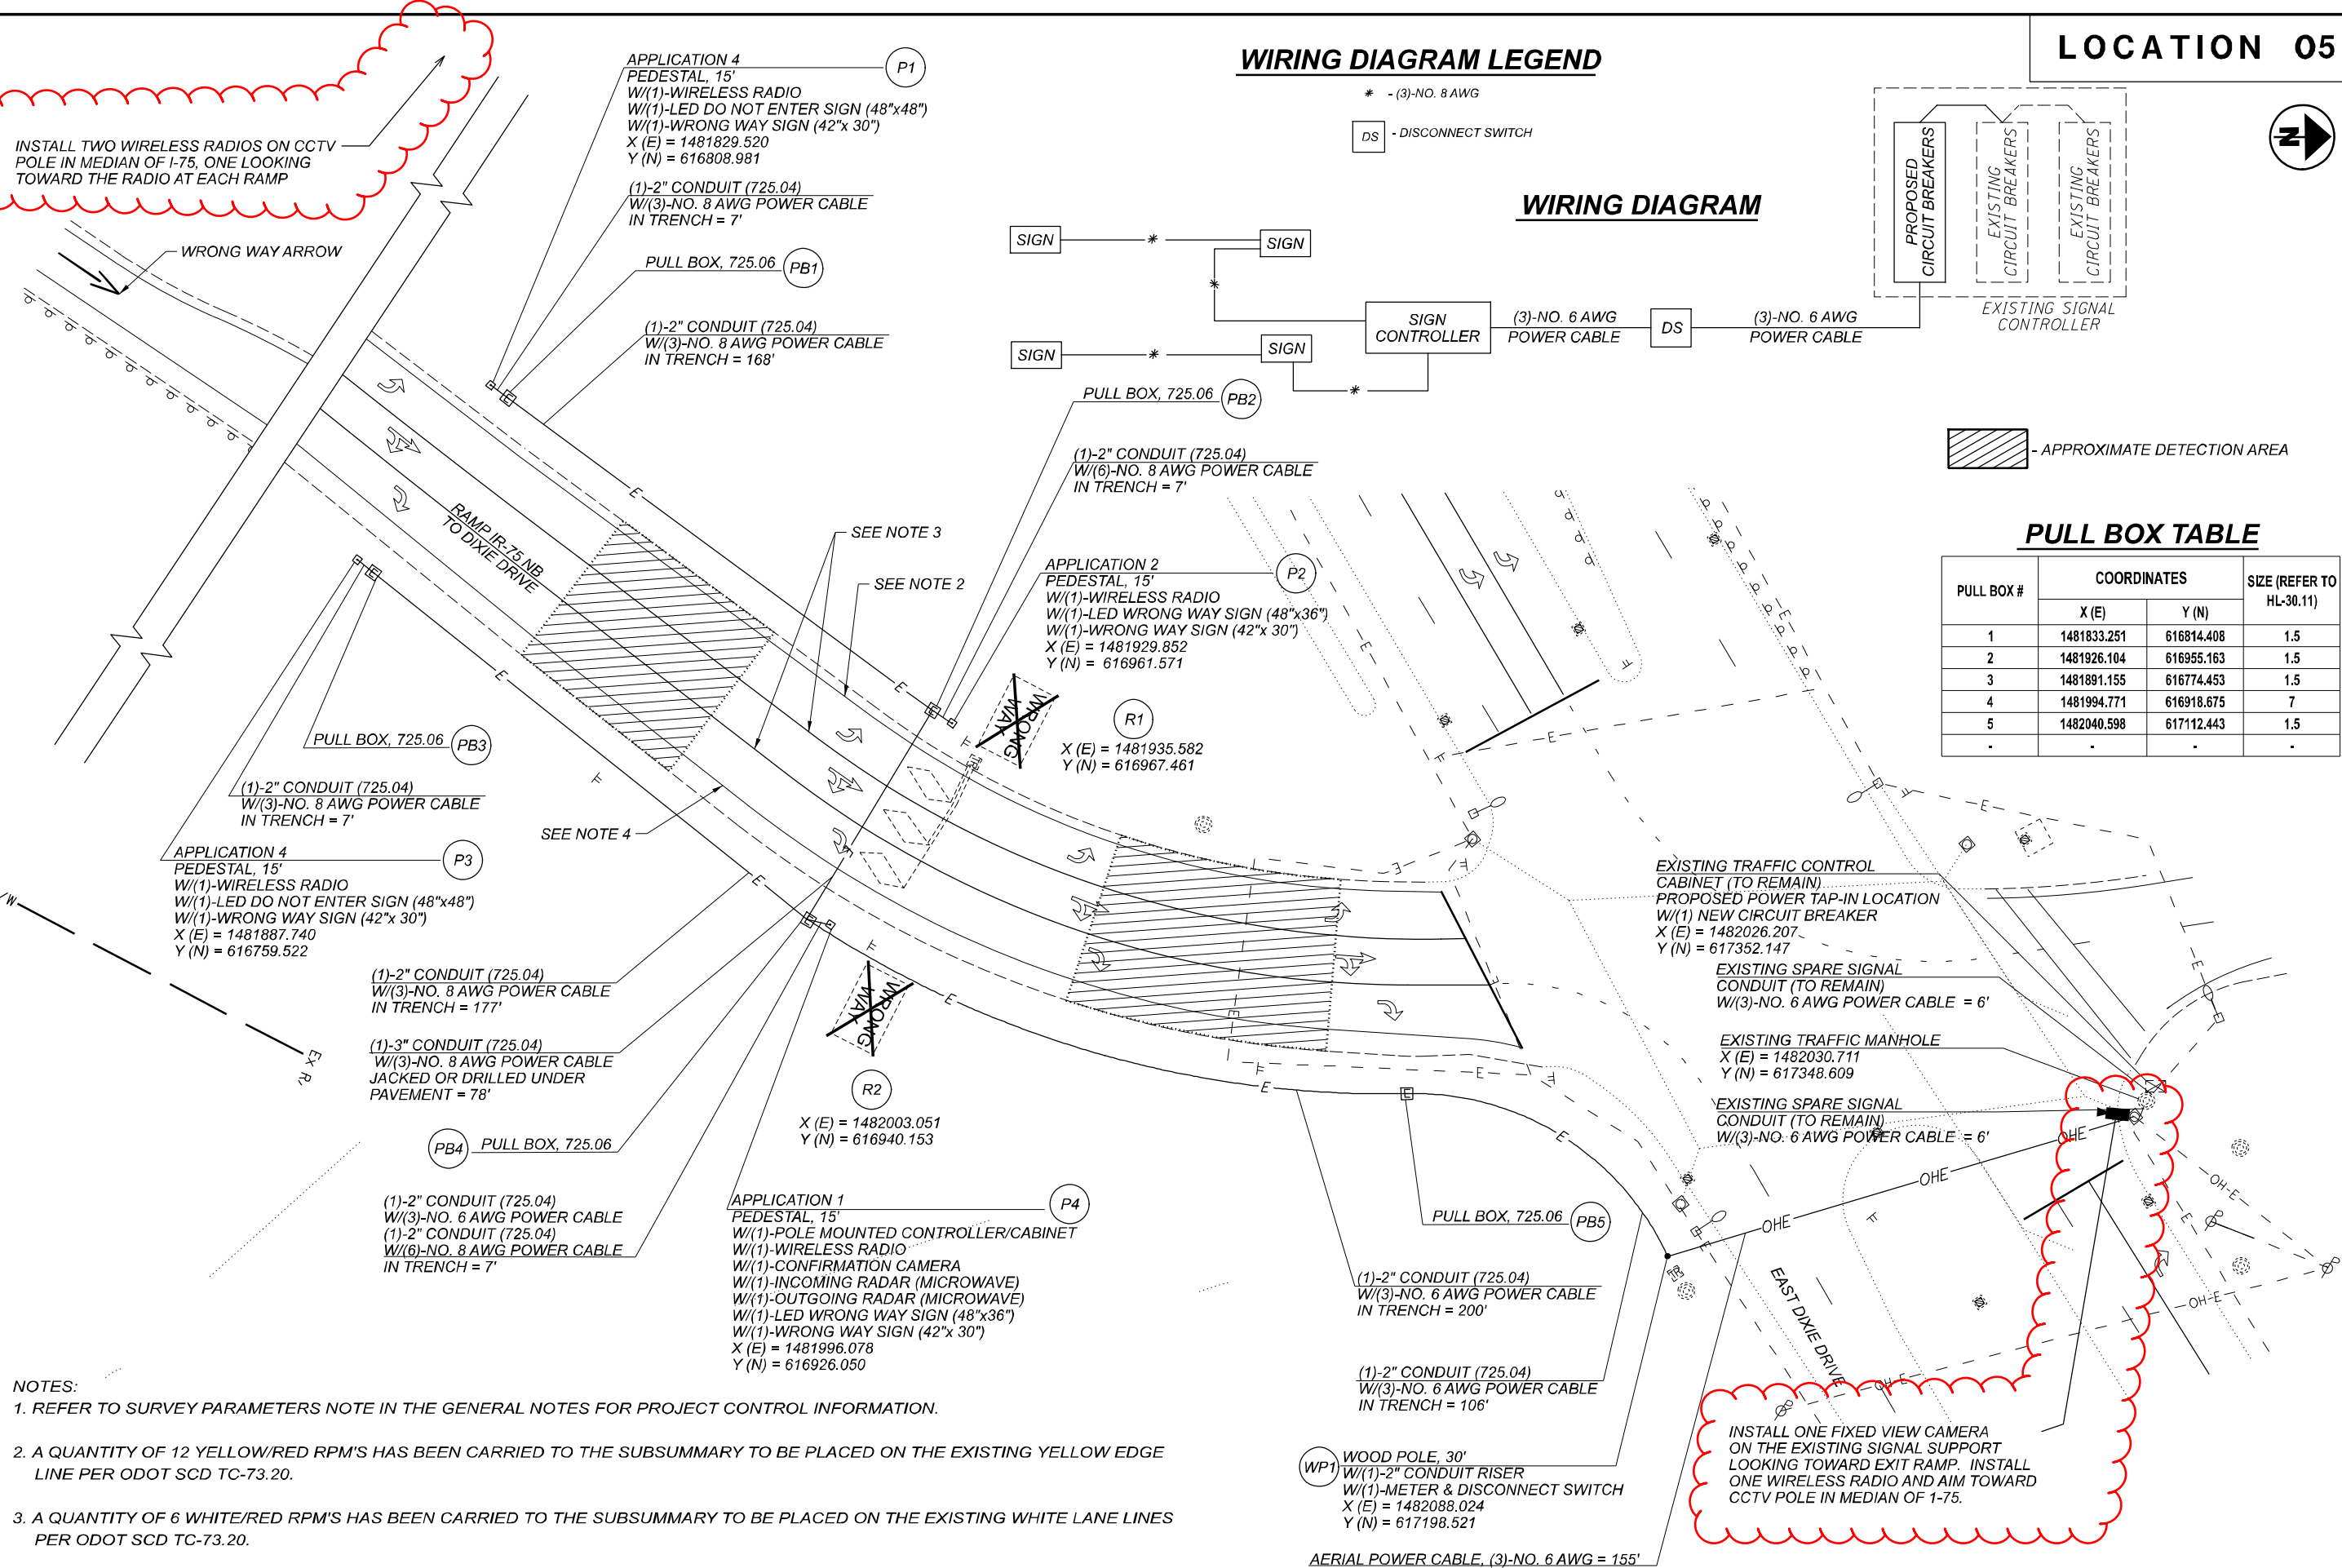 LOCATION 05
INSTALL TWO WIRELESS RADIOS ON CCTV
POLE IN MEDIAN OF I-75, ONE LOOKING
TOWARD THE RADIO AT EACH RAMP
WRONG WAY ARROW
APPLICATION 4
P1
PEDESTAL, 15'
W/(1)-WIRELESS RADIO
W/(1)-LED DO NOT ENTER SIGN (48"x48")
W/(1)-WRONG WAY SIGN (42"x 30")
X (E) = 1481829.520
Y (N) = 616808.981
(1)-2" CONDUIT (725.04)
W/(3)-NO. 8 AWG POWER CABLE
IN TRENCH = 7'
PULL BOX, 725.06
PB1
(1)-2" CONDUIT (725.04)
W/(3)-NO. 8 AWG POWER CABLE
IN TRENCH = 168'
WIRING DIAGRAM LEGEND
* - (3)-NO. 8 AWG
DS - DISCONNECT SWITCH
WIRING DIAGRAM
SIGN
*
SIGN
*
SIGN
*
SIGN
*
SIGN
CONTROLLER
(3)-NO. 6 AWG
POWER CABLE
DS
(3)-NO. 6 AWG
POWER CABLE
PROPOSED
CIRCUIT BREAKERS
EXISTING
CIRCUIT BREAKERS
EXISTING
CIRCUIT BREAKERS
EXISTING SIGNAL
CONTROLLER
N
- APPROXIMATE DETECTION AREA
PULL BOX, 725.06
PB2
(1)-2" CONDUIT (725.04)
W/(6)-NO. 8 AWG POWER CABLE
IN TRENCH = 7'
APPLICATION 2
P2
PEDESTAL, 15'
W/(1)-WIRELESS RADIO
W/(1)-LED WRONG WAY SIGN (48"x36")
W/(1)-WRONG WAY SIGN (42"x 30")
X (E) = 1481929.852
Y (N) = 616961.571
R1
X (E) = 1481935.582
Y (N) = 616967.461
WRONG
WAY
SEE NOTE 3
SEE NOTE 2
RAMP IR-75 NB
TO DIXIE DRIVE
PULL BOX TABLE
PULL BOX # COORDINATES SIZE (REFER TO HL-30.11)
X (E) Y (N)
1 1481833.251 616814.408 1.5
2 1481926.104 616955.163 1.5
3 1481891.155 616774.453 1.5
4 1481994.771 616918.675 7
5 1482040.598 617112.443 1.5
- - - -
PULL BOX, 725.06
PB3
(1)-2" CONDUIT (725.04)
W/(3)-NO. 8 AWG POWER CABLE
IN TRENCH = 7'
SEE NOTE 4
APPLICATION 4
P3
PEDESTAL, 15'
W/(1)-WIRELESS RADIO
W/(1)-LED DO NOT ENTER SIGN (48"x48")
W/(1)-WRONG WAY SIGN (42"x 30")
X (E) = 1481887.740
Y (N) = 616759.522
(1)-2" CONDUIT (725.04)
W/(3)-NO. 8 AWG POWER CABLE
IN TRENCH = 177'
(1)-3" CONDUIT (725.04)
W/(3)-NO. 8 AWG POWER CABLE
JACKED OR DRILLED UNDER
PAVEMENT = 78'
PB4
PULL BOX, 725.06
(1)-2" CONDUIT (725.04)
W/(3)-NO. 6 AWG POWER CABLE
(1)-2" CONDUIT (725.04)
W/(6)-NO. 8 AWG POWER CABLE
IN TRENCH = 7'
WRONG
WAY
R2
X (E) = 1482003.051
Y (N) = 616940.153
APPLICATION 1
P4
PEDESTAL, 15'
W/(1)-POLE MOUNTED CONTROLLER/CABINET
W/(1)-WIRELESS RADIO
W/(1)-CONFIRMATION CAMERA
W/(1)-INCOMING RADAR (MICROWAVE)
W/(1)-OUTGOING RADAR (MICROWAVE)
W/(1)-LED WRONG WAY SIGN (48"x36")
W/(1)-WRONG WAY SIGN (42"x 30")
X (E) = 1481996.078
Y (N) = 616926.050
EXISTING TRAFFIC CONTROL
CABINET (TO REMAIN)
PROPOSED POWER TAP-IN LOCATION
W/(1) NEW CIRCUIT BREAKER
X (E) = 1482026.207
Y (N) = 617352.147
EXISTING SPARE SIGNAL
CONDUIT (TO REMAIN)
W/(3)-NO. 6 AWG POWER CABLE = 6'
EXISTING TRAFFIC MANHOLE
X (E) = 1482030.711
Y (N) = 617348.609
EXISTING SPARE SIGNAL
CONDUIT (TO REMAIN)
W/(3)-NO. 6 AWG POWER CABLE = 6'
OHE
OHE
OHE
OH-E
OH-E
OH-E
EAST DIXIE DRIVE
PULL BOX, 725.06
PB5
(1)-2" CONDUIT (725.04)
W/(3)-NO. 6 AWG POWER CABLE
IN TRENCH = 200'
(1)-2" CONDUIT (725.04)
W/(3)-NO. 6 AWG POWER CABLE
IN TRENCH = 106'
WP1
WOOD POLE, 30'
W/(1)-2" CONDUIT RISER
W/(1)-METER & DISCONNECT SWITCH
X (E) = 1482088.024
Y (N) = 617198.521
AERIAL POWER CABLE, (3)-NO. 6 AWG = 155'
INSTALL ONE FIXED VIEW CAMERA
ON THE EXISTING SIGNAL SUPPORT
LOOKING TOWARD EXIT RAMP. INSTALL
ONE WIRELESS RADIO AND AIM TOWARD
CCTV POLE IN MEDIAN OF 1-75.
NOTES:
1. REFER TO SURVEY PARAMETERS NOTE IN THE GENERAL NOTES FOR PROJECT CONTROL INFORMATION.
2. A QUANTITY OF 12 YELLOW/RED RPM'S HAS BEEN CARRIED TO THE SUBSUMMARY TO BE PLACED ON THE EXISTING YELLOW EDGE
LINE PER ODOT SCD TC-73.20.
3. A QUANTITY OF 6 WHITE/RED RPM'S HAS BEEN CARRIED TO THE SUBSUMMARY TO BE PLACED ON THE EXISTING WHITE LANE LINES
PER ODOT SCD TC-73.20.